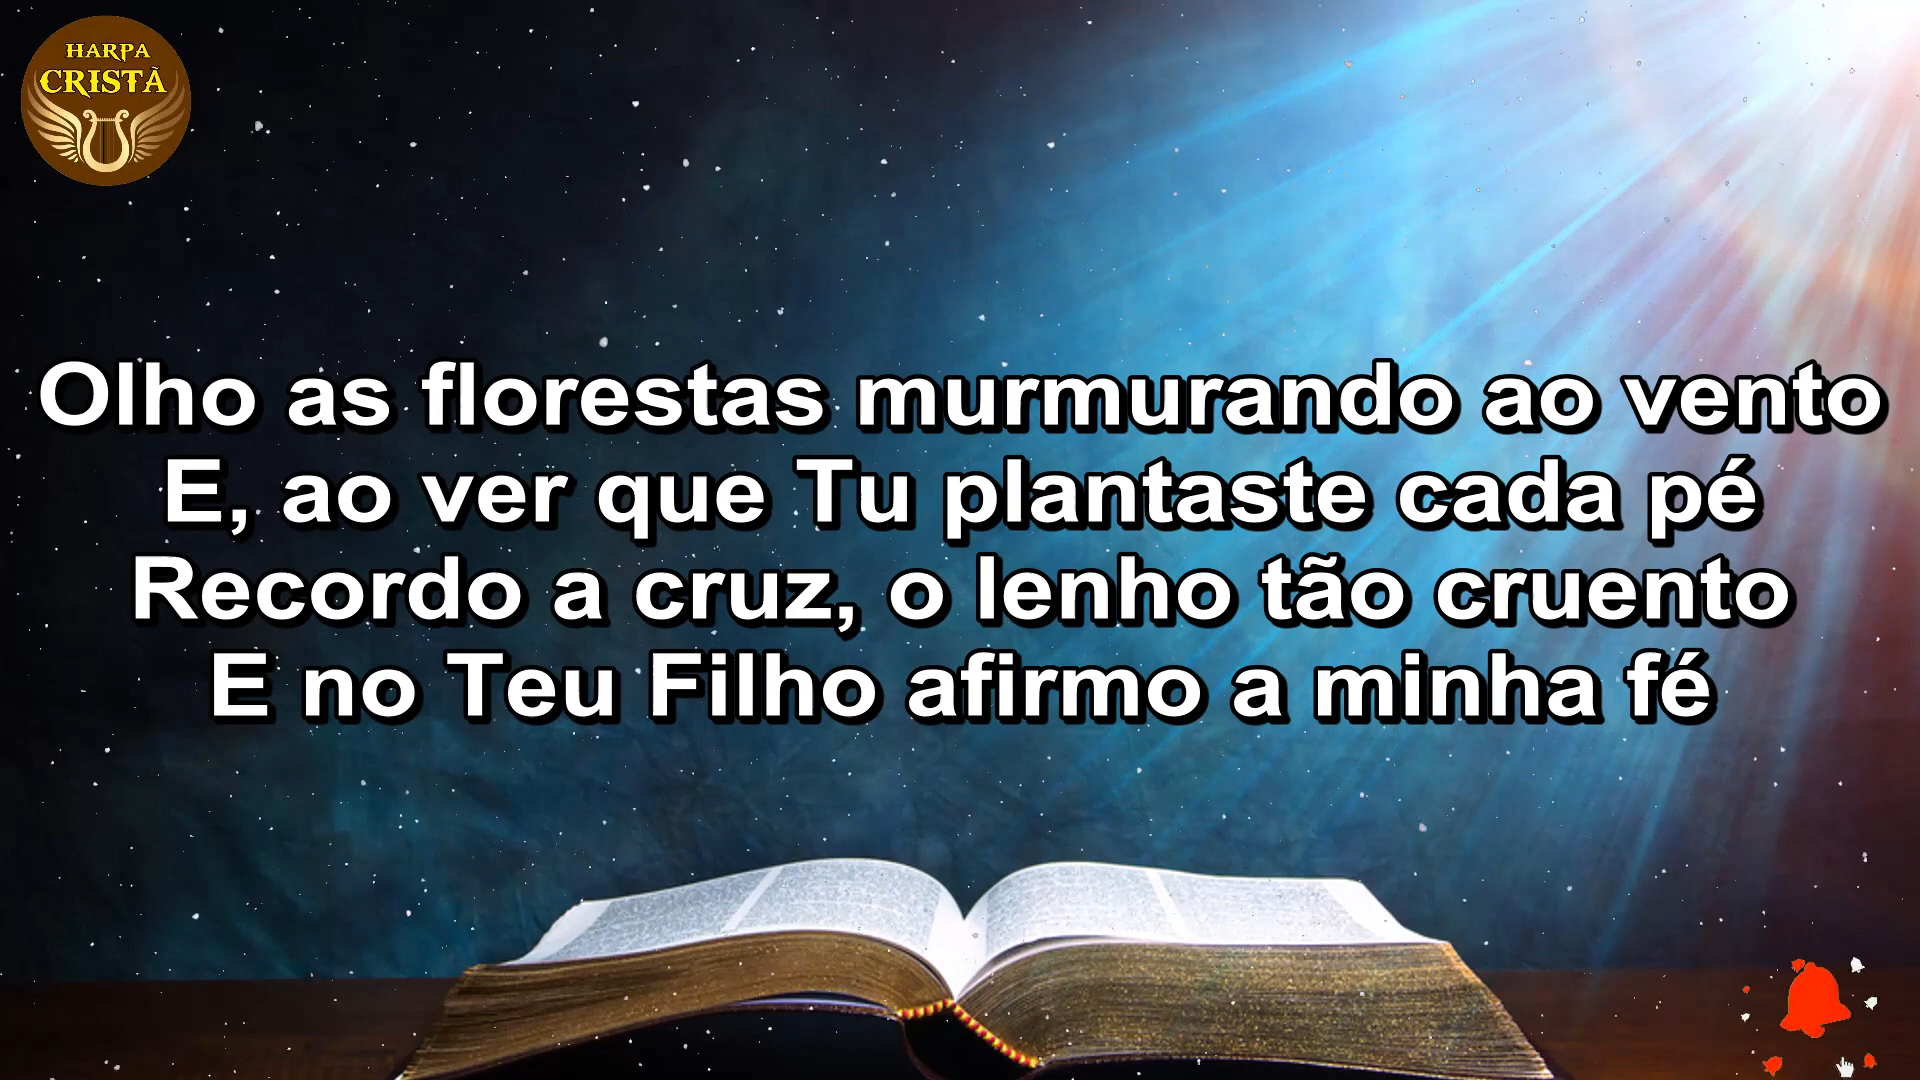 HARPA
CRISTÃ
Olho as florestas murmurando ao vento
E, ao ver que Tu plantaste cada pé
Recordo a cruz, o lenho tão cruento
E no Teu Filho afirmo a minha fé